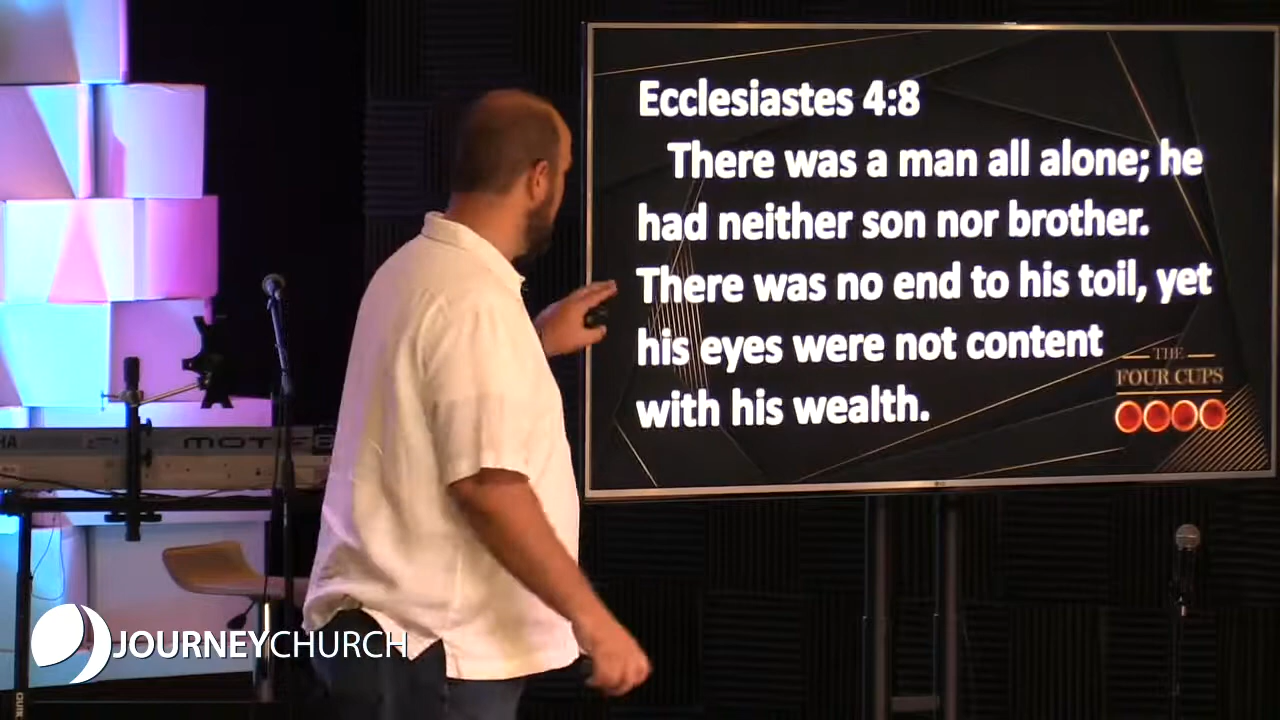 Ecclesiastes 4:8
There was a man all alone; he
had neither son nor brother.
There was no end to his toil, yet
his eyes were not content
with his wealth.
THE
FOUR CUPS
MOTIF
JOURNEYCHURCH